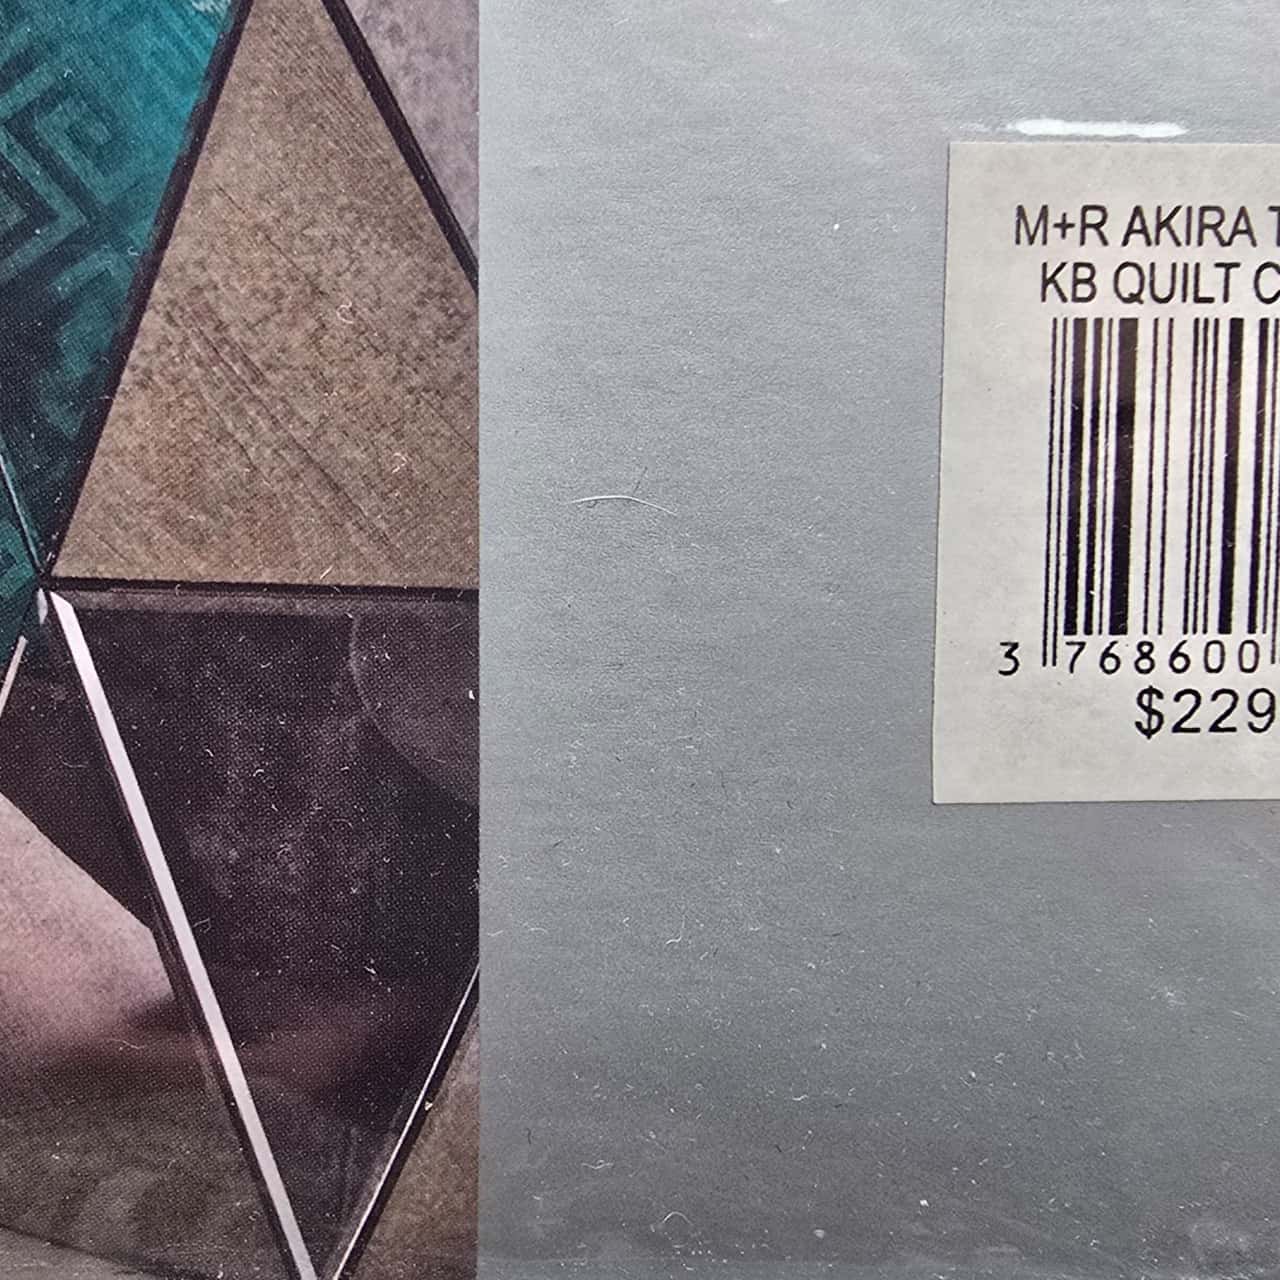 M+R AKIRA T
KB QUILT C
3 768600
$229